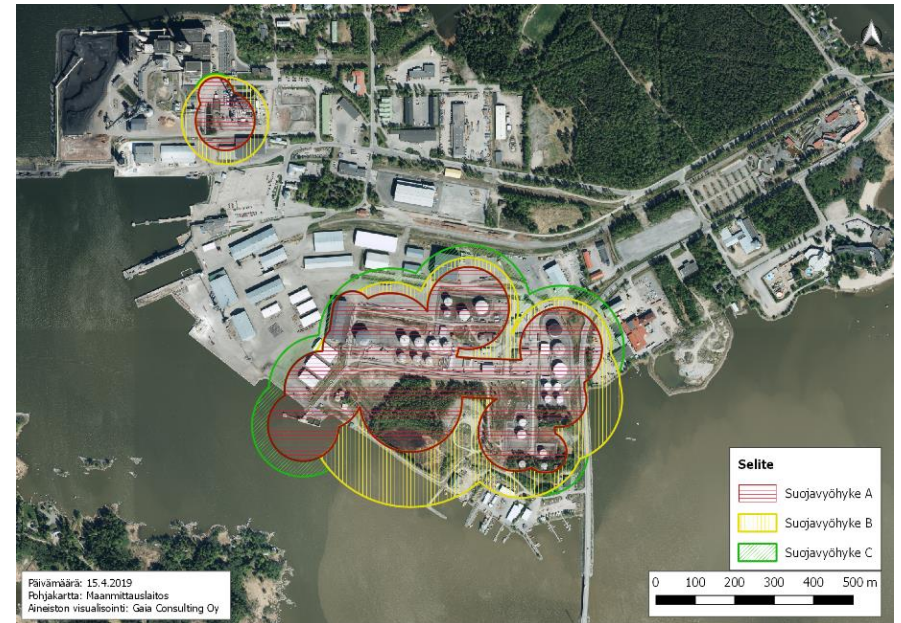 Selite
Suojavyöhyke A
Suojavyöhyke B
Suojavyöhyke C
Päivämäärä: 15.4.2019
Pohjakartta: Maanmittauslaitos
Aineiston visualisointi: Gaia Consulting Oy
0 100 200 300 400 500 m